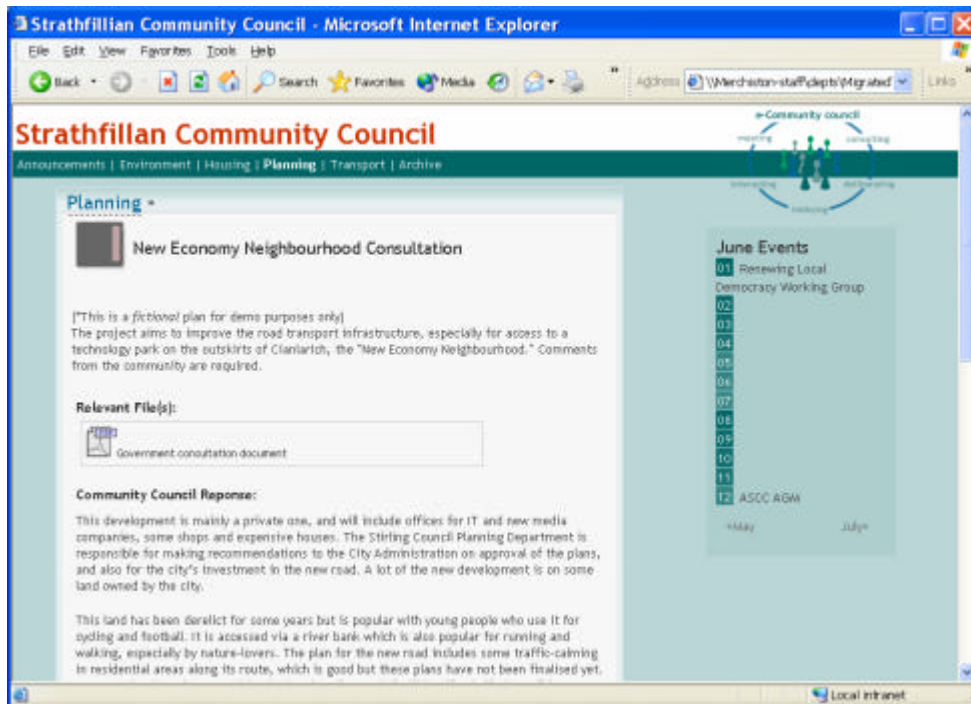 Strathfillian Community Council - Microsoft Internet Explorer
File Edit View Favorites Tools Help
Back Search Favorites Media Address \\Merchiston-staff\depts\Migrated Links
Strathfillan Community Council
e-Community council
Announcements | Environment | Housing | Planning | Transport | Archive
Planning
New Economy Neighbourhood Consultation
[*This is a fictional plan for demo purposes only]
The project aims to improve the road transport infrastructure, especially for access to a
technology park on the outskirts of Clanlarich, the "New Economy Neighbourhood." Comments
from the community are required.
Relevant File(s):
Government consultation document
Community Council Reponse:
This development is mainly a private one, and will include offices for IT and new media
companies, some shops and expensive houses. The Stirling Council Planning Department is
responsible for making recommendations to the City Administration on approval of the plans,
and also for the city's investment in the new road. A lot of the new development is on some
land owned by the city.
This land has been derelict for some years but is popular with young people who use it for
cycling and football. It is accessed via a river bank which is also popular for running and
walking, especially by nature-lovers. The plan for the new road includes some traffic-calming
in residential areas along its route, which is good but these plans have not been finalised yet.
June Events
01 Renewing Local
Democracy Working Group
02
03
04
05
06
07
08
09
10
11
12 ASCC AGM
«May July»
Local intranet